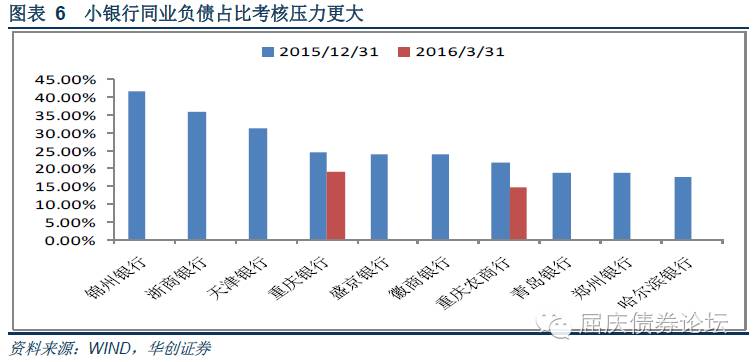 图表 6 小银行同业负债占比考核压力更大
2015/12/31 2016/3/31
45.00%
40.00%
35.00%
30.00%
25.00%
20.00%
15.00%
10.00%
5.00%
0.00%
锦州银行 浙商银行 天津银行 重庆银行 盛京银行 徽商银行 重庆农商行 青岛银行 郑州银行 哈尔滨银行
屈庆债券论坛
资料来源：WIND，华创证券